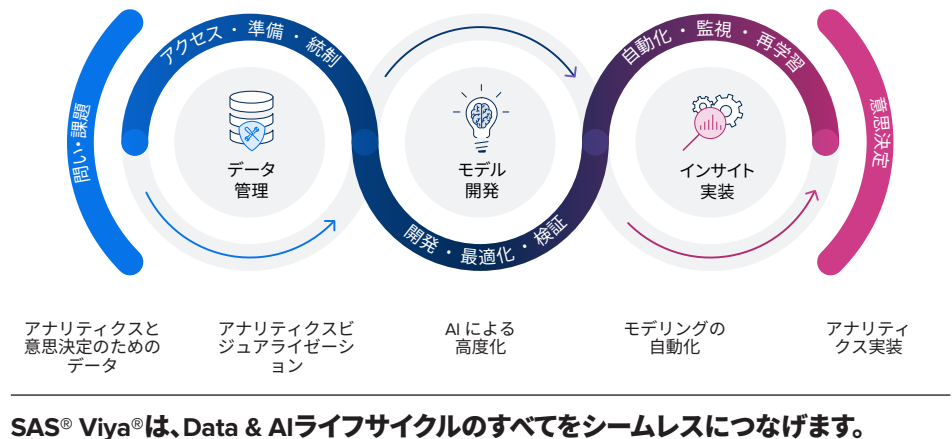 問い・課題
アクセス ・ 準備 ・ 統制
データ
管理
開発 ・ 最適化 ・ 検証
モデル
開発
自動化 ・ 監視 ・ 再学習
インサイト
実装
意思決定
アナリティクスと
意思決定のための
データ
アナリティクスビ
ジュアライゼーシ
ョン
AI による
高度化
モデリングの
自動化
アナリティ
クス実装
SAS® Viya®は、Data & AIライフサイクルのすべてをシームレスにつなげます。